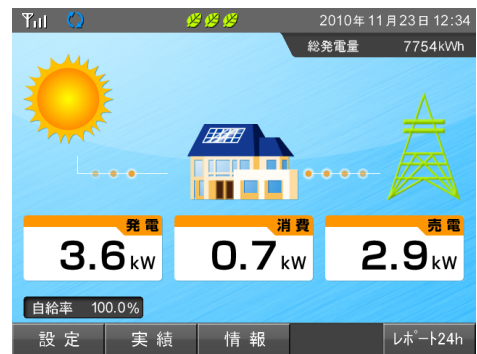 2010年11月23日 12:34
総発電量 7754kWh
発電 消費 売電
3.6kW 0.7kW 2.9kW
自給率 100.0%
設定 実績 情報 レポート24h